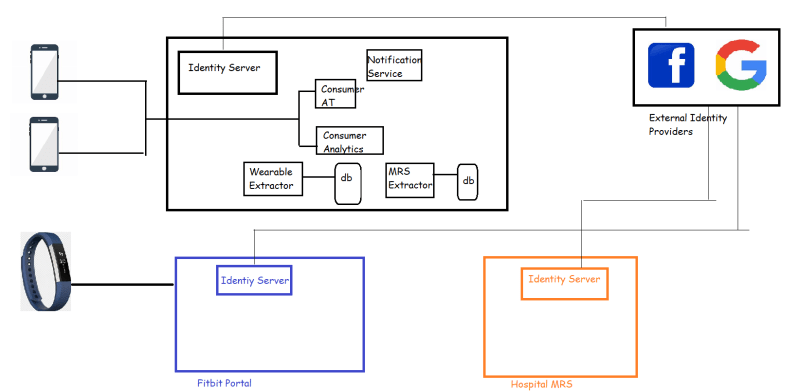 Identity Server
Notification
Service
Consumer
AT
Consumer
Analytics
Wearable
Extractor
db
MRS
Extractor
db
f
G
External Identity
Providers
Identiy Server
Fitbit Portal
Identity Server
Hospital MRS